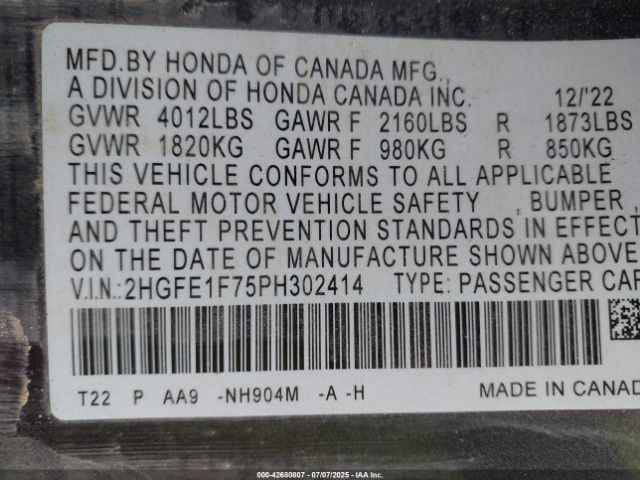 MFD.BY HONDA OF CANADA MFG.,
A DIVISION OF HONDA CANADA INC. 12/'22
GVWR 4012LBS GAWR F 2160LBS R 1873LBS
GVWR 1820KG GAWR F 980KG R 850KG
THIS VEHICLE CONFORMS TO ALL APPLICABLE
FEDERAL MOTOR VEHICLE SAFETY , BUMPER ,
AND THEFT PREVENTION STANDARDS IN EFFECT
ON THE DATE OF MANUFACTURE SHOWN ABOVE.
V.I.N.:2HGFE1F75PH302414 TYPE: PASSENGER CAR
T22 P AA9 -NH904M -A -H MADE IN CANAD
000-42680807 - 07/07/2025 - IAA Inc.